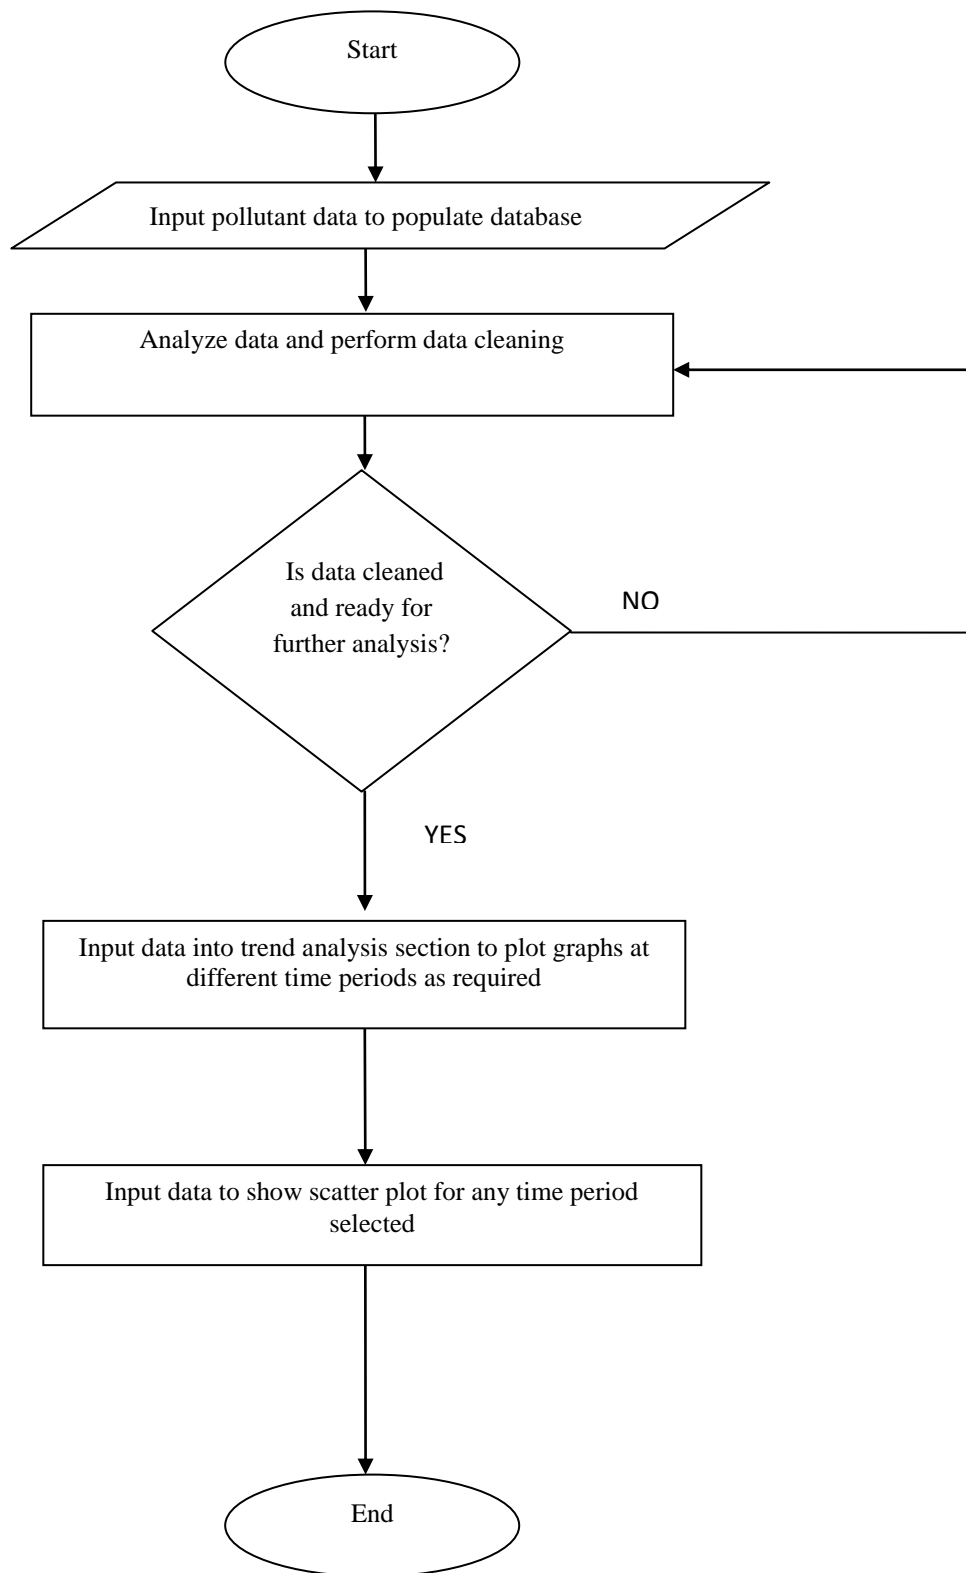 Start
Input pollutant data to populate database
Analyze data and perform data cleaning
Is data cleaned
and ready for
further analysis?
NO
YES
Input data into trend analysis section to plot graphs at
different time periods as required
Input data to show scatter plot for any time period
selected
End